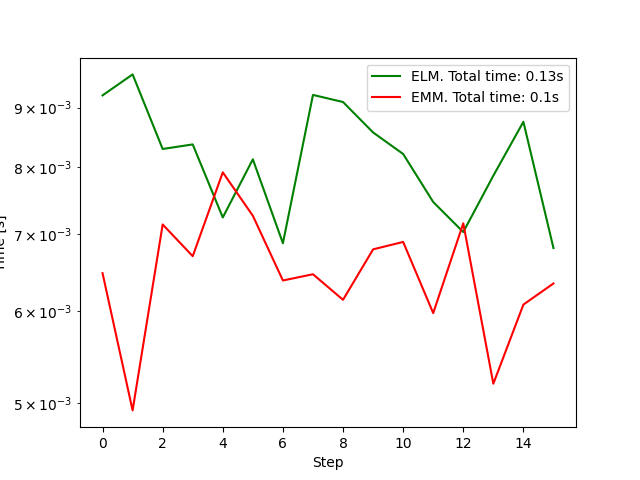 ELM. Total time: 0.13s
EMM. Total time: 0.1s
9 × 10⁻³
8 × 10⁻³
7 × 10⁻³
6 × 10⁻³
5 × 10⁻³
0 2 4 6 8 10 12 14
Step